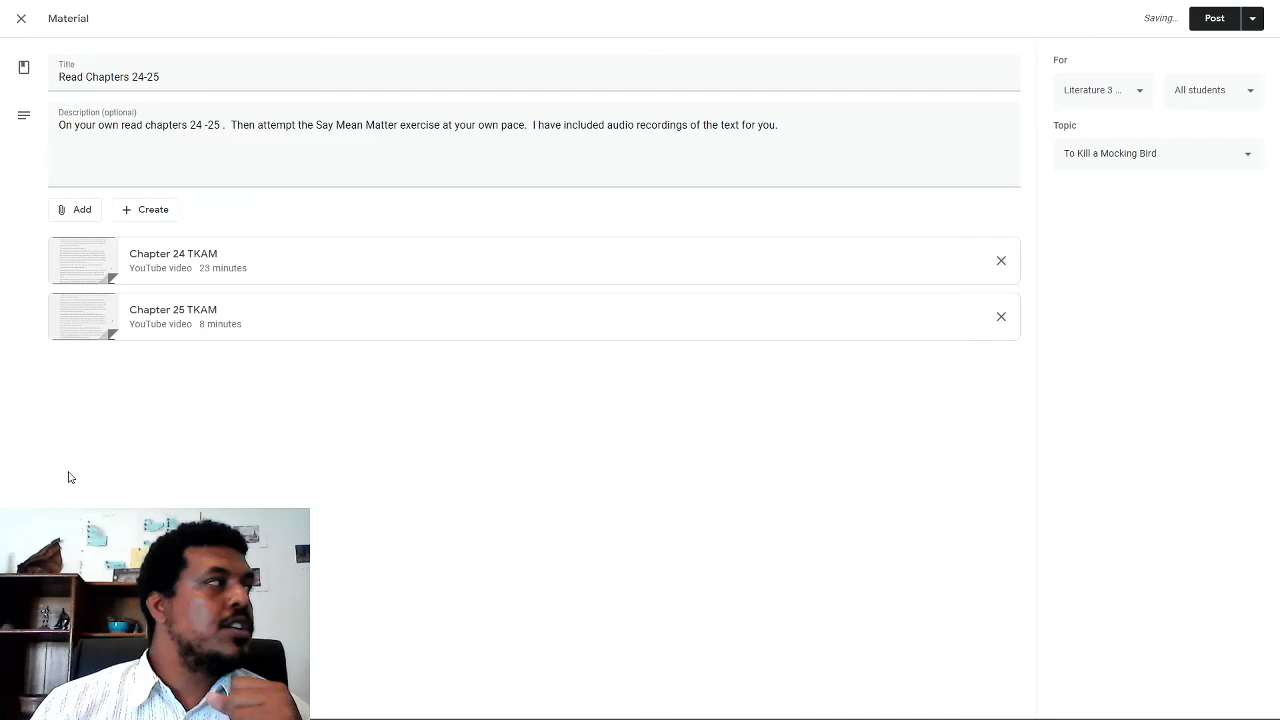 Material
Saving...
Post
Title
Read Chapters 24-25
Description (optional)
On your own read chapters 24 -25 .  Then attempt the Say Mean Matter exercise at your own pace.  I have included audio recordings of the text for you.
Add
Create
Chapter 24 TKAM
YouTube video 23 minutes
Chapter 25 TKAM
YouTube video 8 minutes
For
Literature 3 ...
All students
Topic
To Kill a Mocking Bird